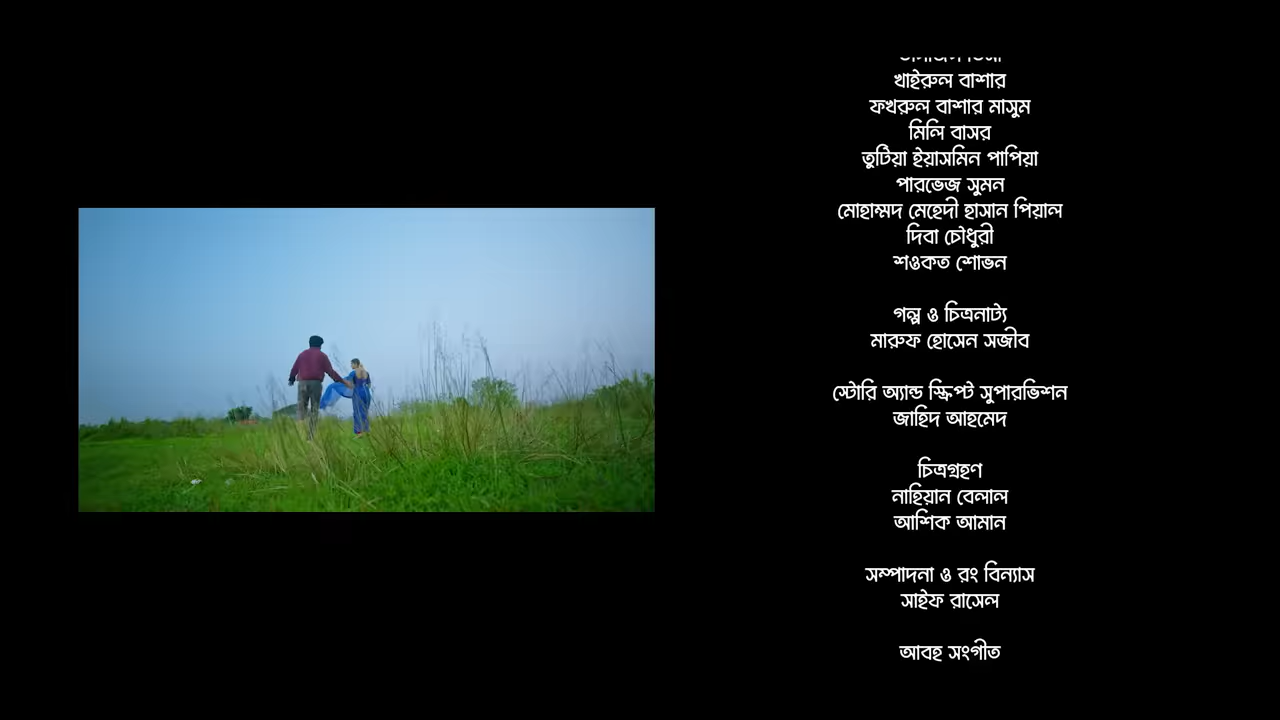 খাইরুল বাশার
ফখরুল বাশার মাসুম
মিলি বাসর
তুটিয়া ইয়াসমিন পাপিয়া
পারভেজ সুমন
মোহাম্মদ মেহেদী হাসান পিয়াল
দিবা চৌধুরী
শওকত শোভন
গল্প ও চিত্রনাট্য
মারুফ হোসেন সজীব
স্টোরি অ্যান্ড স্ক্রিপ্ট সুপারভিশন
জাহিদ আহমেদ
চিত্রগ্রহণ
নাহিয়ান বেলাল
আশিক আমান
সম্পাদনা ও রং বিন্যাস
সাইফ রাসেল
আবহ সংগীত